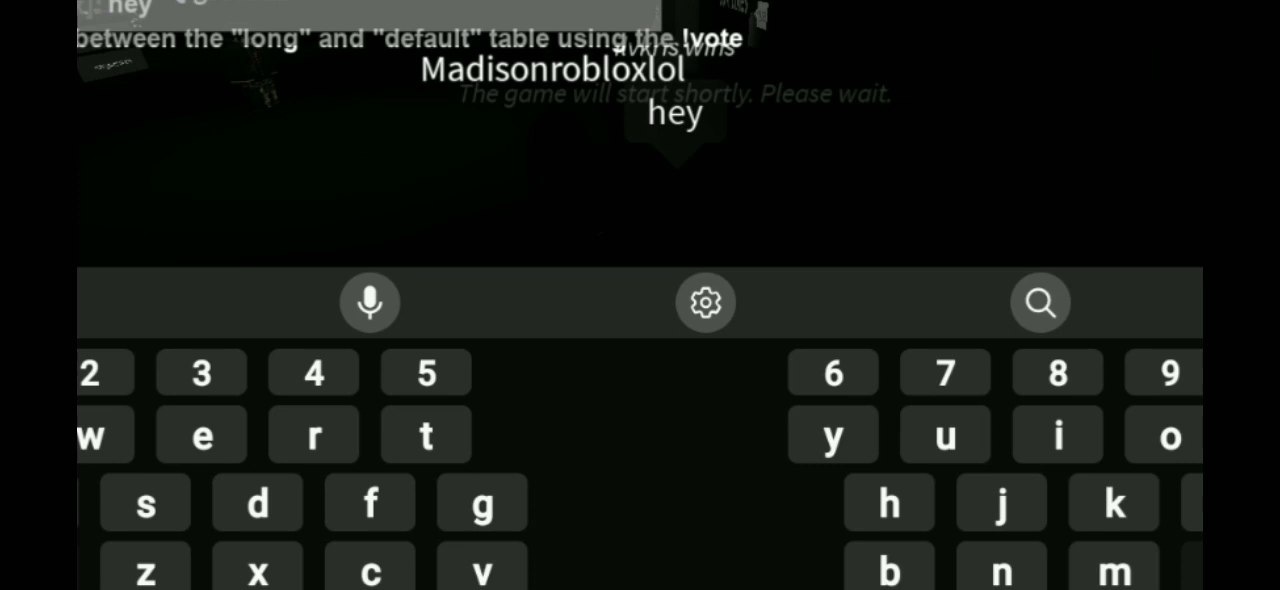 hey
between the "long" and "default" table using the !vote
Madisonrobloxlol
The game will start shortly. Please wait.
hey
2 3 4 5 6 7 8 9
w e r t y u i o
s d f g h j k
z x c v b n m